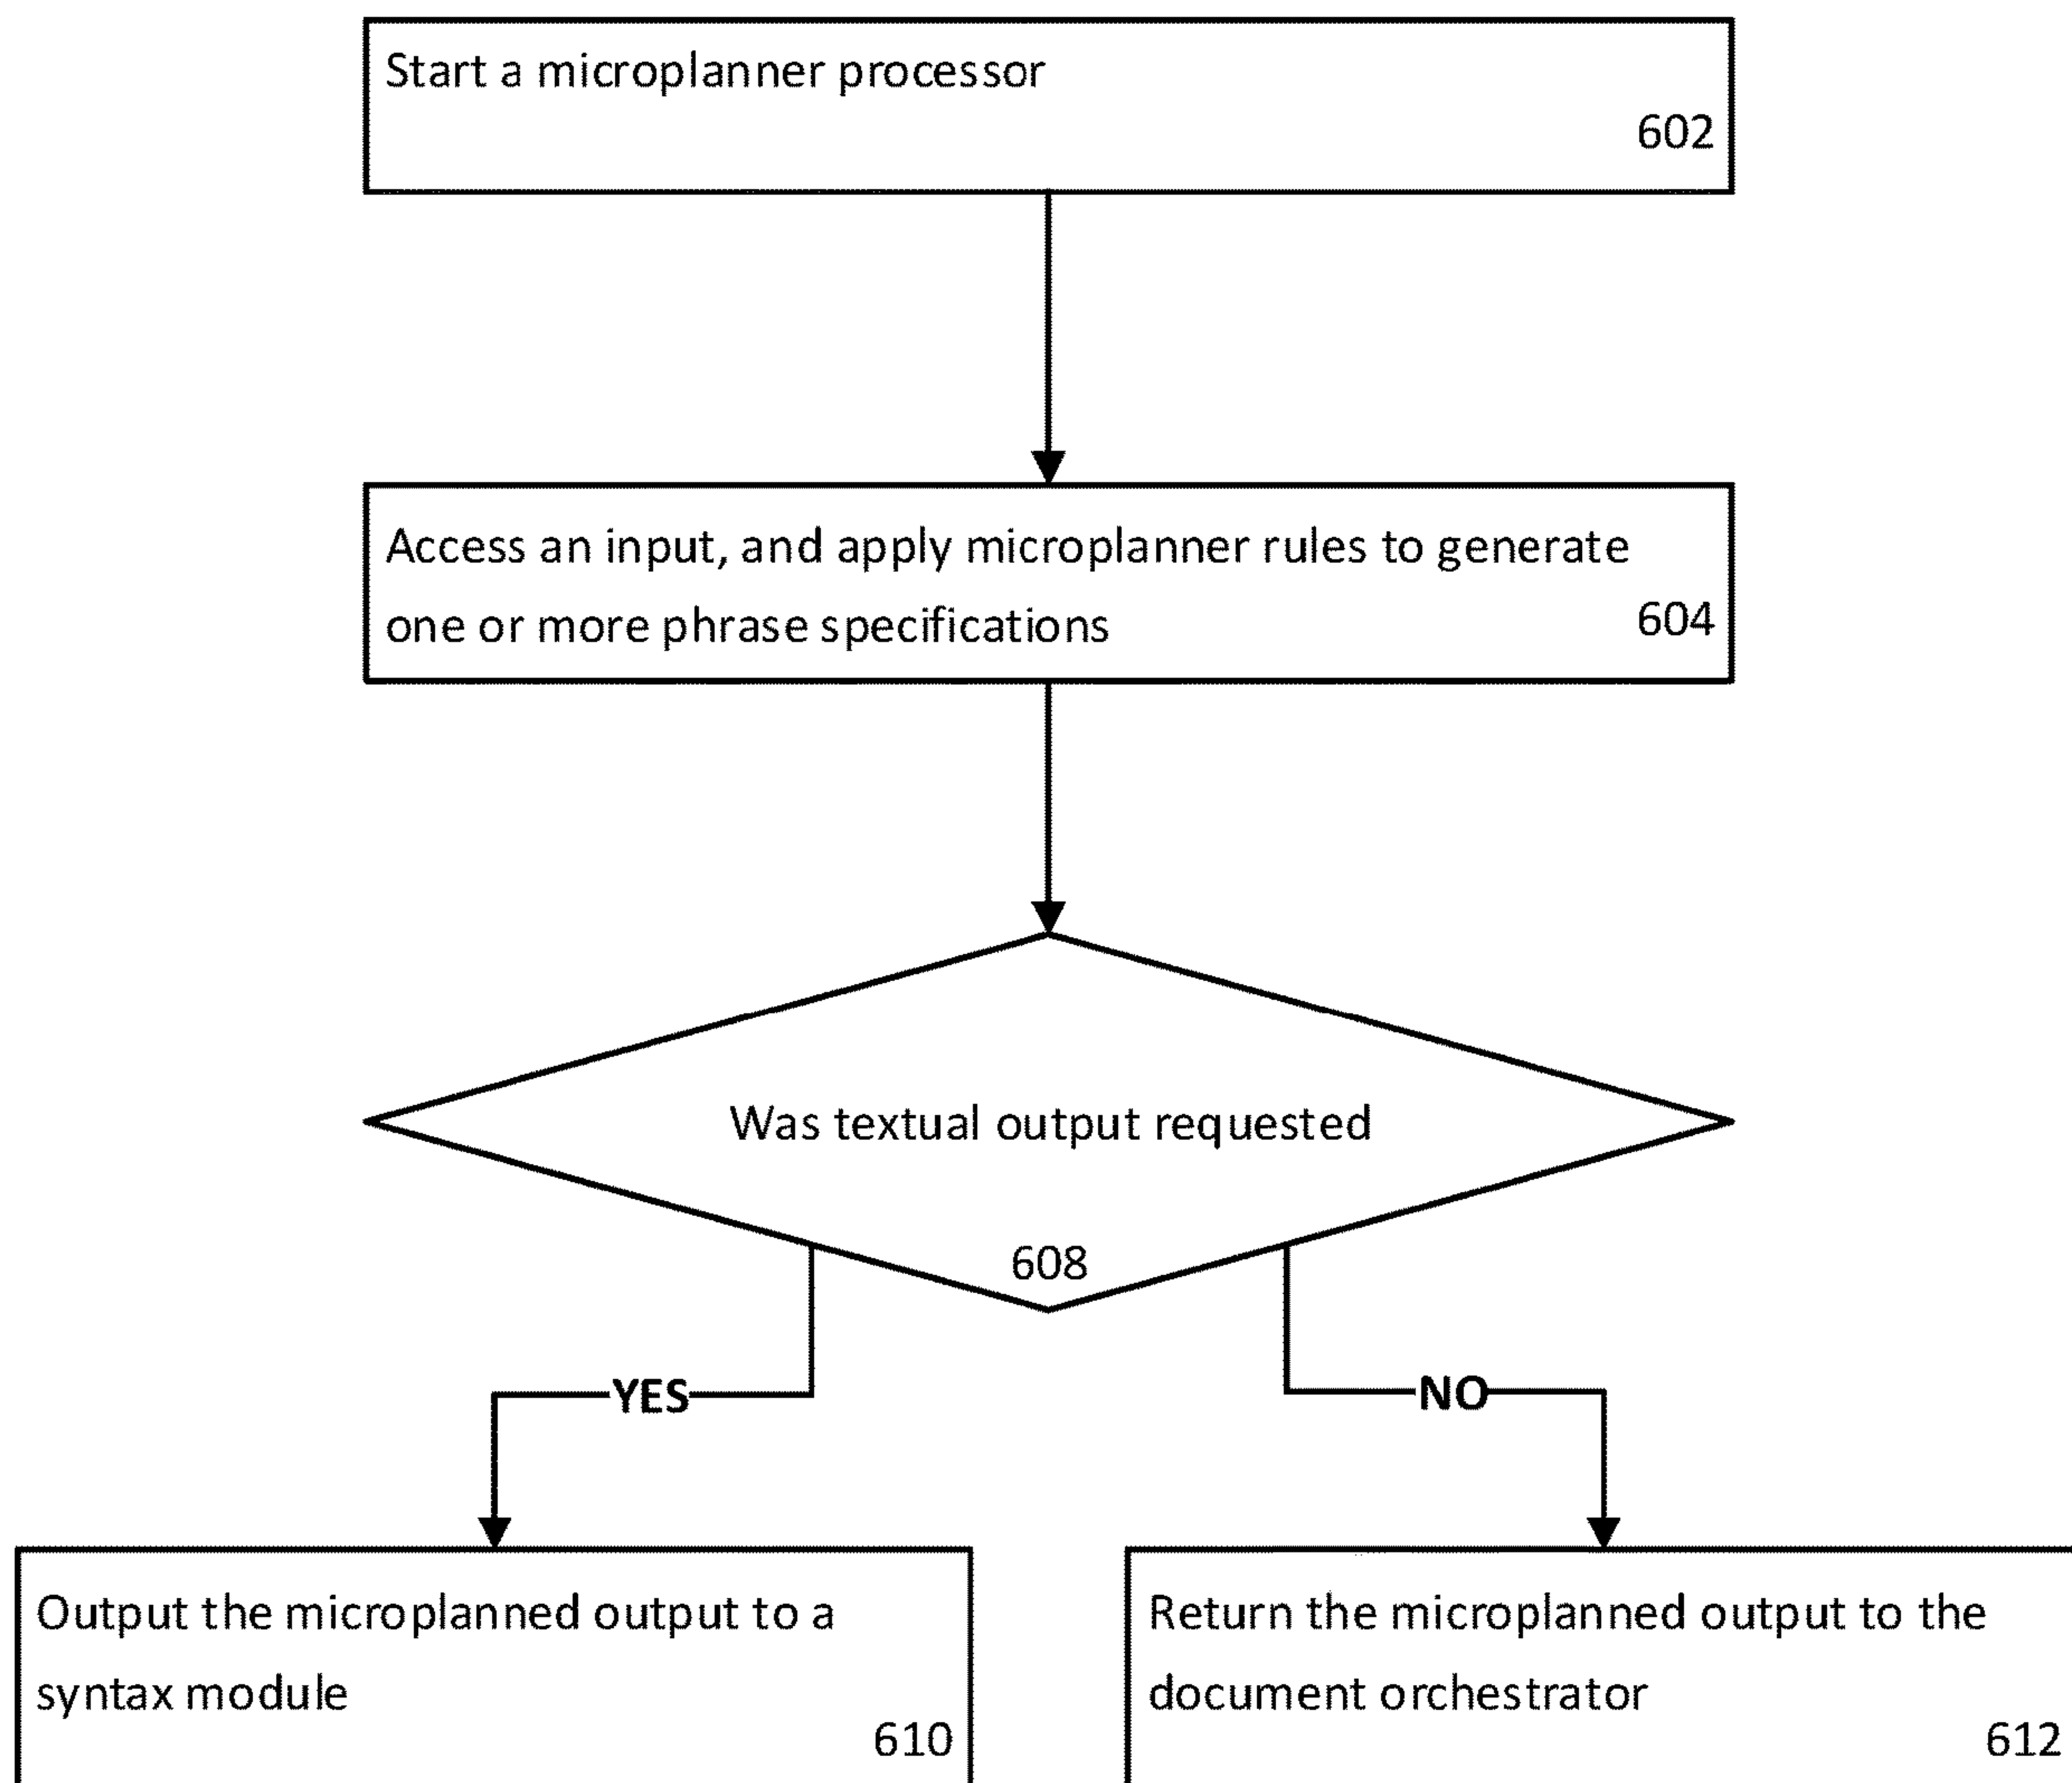 Start a microplanner processor
602
Access an input, and apply microplanner rules to generate
one or more phrase specifications
604
Was textual output requested
608
YES
NO
Output the microplanned output to a
syntax module
610
Return the microplanned output to the
document orchestrator
612